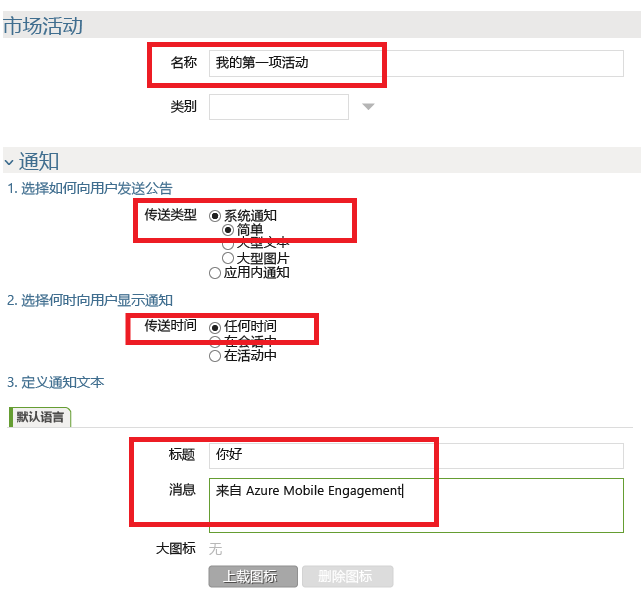 市场活动
名称 我的第一项活动
类别
通知
1. 选择如何向用户发送公告
传送类型 系统通知
简单
大型文本
大型图片
应用内通知
2. 选择何时向用户显示通知
传送时间 任何时间
在会话中
在活动中
3. 定义通知文本
默认语言
标题 你好
消息 来自 Azure Mobile Engagement
大图标 无
上载图标 删除图标